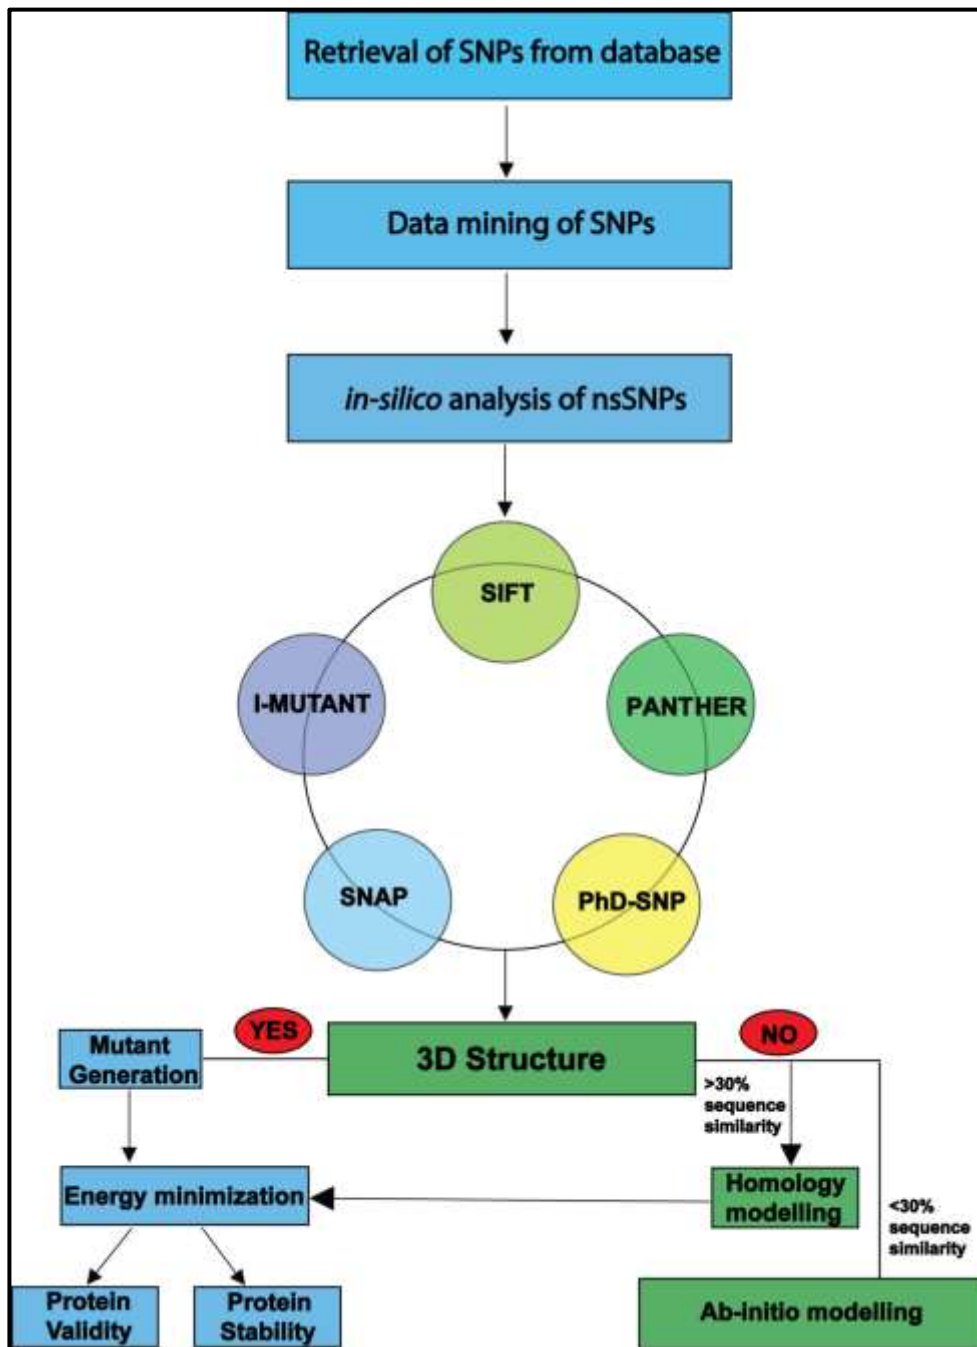 Retrieval of SNPs from database
Data mining of SNPs
in-silico analysis of nsSNPs
SIFT
I-MUTANT
PANTHER
SNAP
PhD-SNP
YES
3D Structure
NO
Mutant
Generation
>30%
sequence
similarity
Energy minimization
Homology
modelling
<30%
sequence
similarity
Protein
Validity
Protein
Stability
Ab-initio modelling